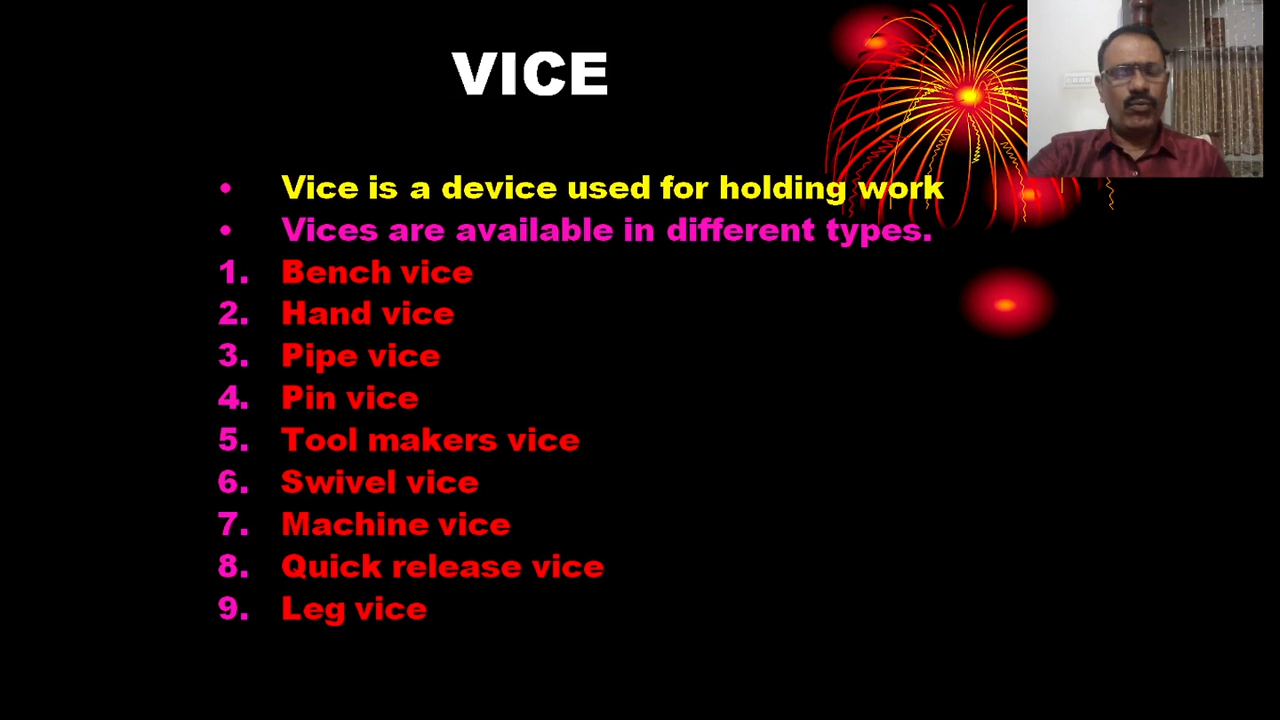 VICE
• Vice is a device used for holding work
• Vices are available in different types.
1. Bench vice
2. Hand vice
3. Pipe vice
4. Pin vice
5. Tool makers vice
6. Swivel vice
7. Machine vice
8. Quick release vice
9. Leg vice